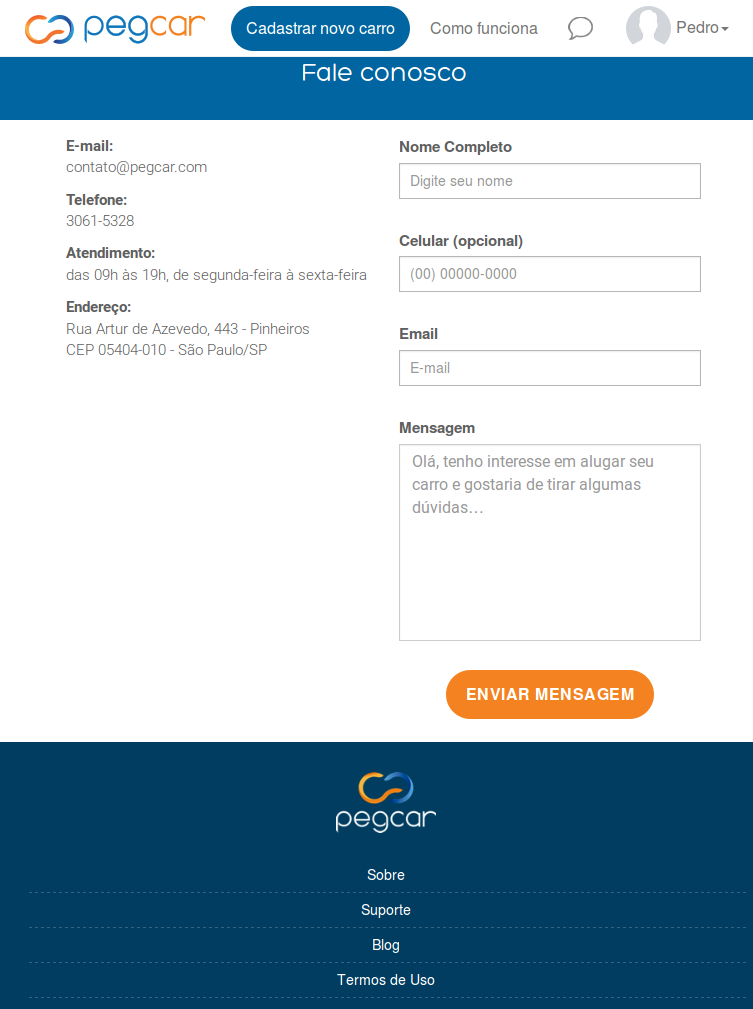 pegcar
Cadastrar novo carro
Como funciona
Pedro
Fale conosco
E-mail:
contato@pegcar.com
Telefone:
3061-5328
Atendimento:
das 09h às 19h, de segunda-feira à sexta-feira
Endereço:
Rua Artur de Azevedo, 443 - Pinheiros
CEP 05404-010 - São Paulo/SP
Nome Completo
Digite seu nome
Celular (opcional)
(00) 00000-0000
Email
E-mail
Mensagem
Olá, tenho interesse em alugar seu
carro e gostaria de tirar algumas
dúvidas…
ENVIAR MENSAGEM
pegcar
Sobre
Suporte
Blog
Termos de Uso